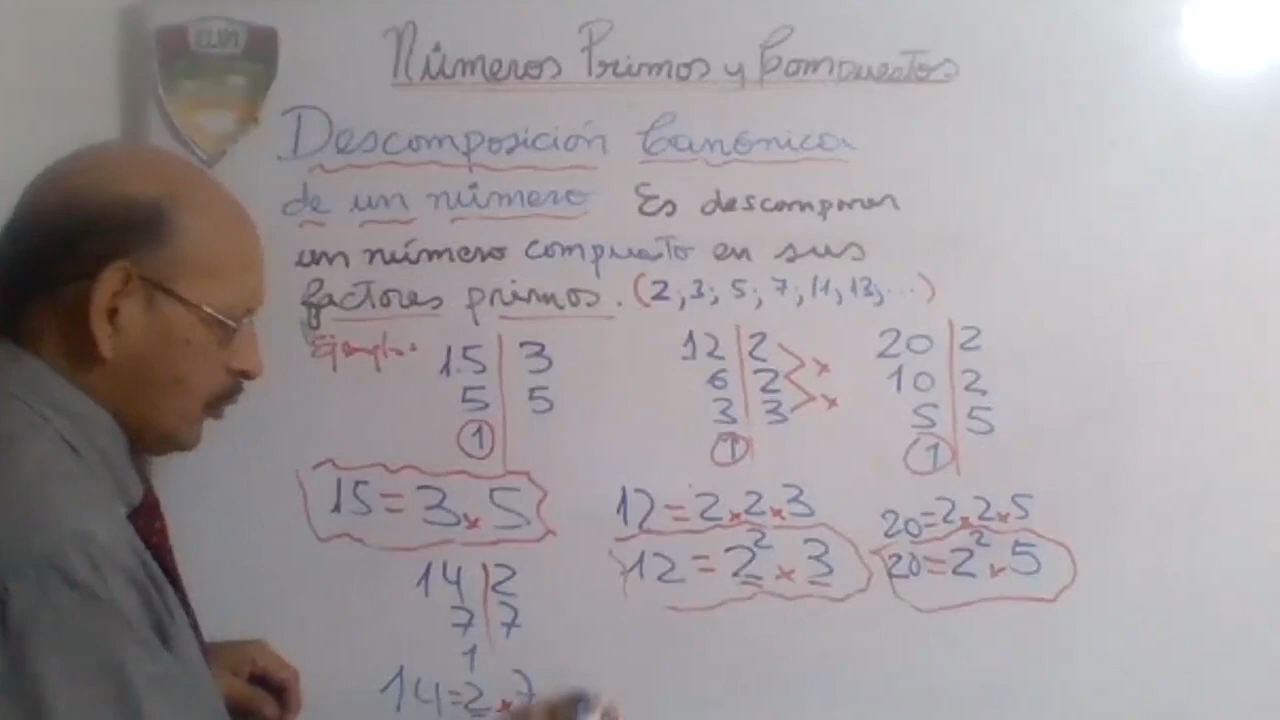 Números Primos y Compuestos
Descomposición Canónica
de un número Es descomponer
un número compuesto en sus
factores primos. (2; 3; 5; 7; 11, 13; ...)
Ejemplo:
15 | 3
5 | 5
1
15 = 3 x 5
12 | 2
6 | 2
3 | 3
1
x
x
12 = 2 x 2 x 3
12 = 2² x 3
20 | 2
10 | 2
5 | 5
1
20 = 2 x 2 x 5
20 = 2² x 5
14 | 2
7 | 7
1
14 = 2 x 7